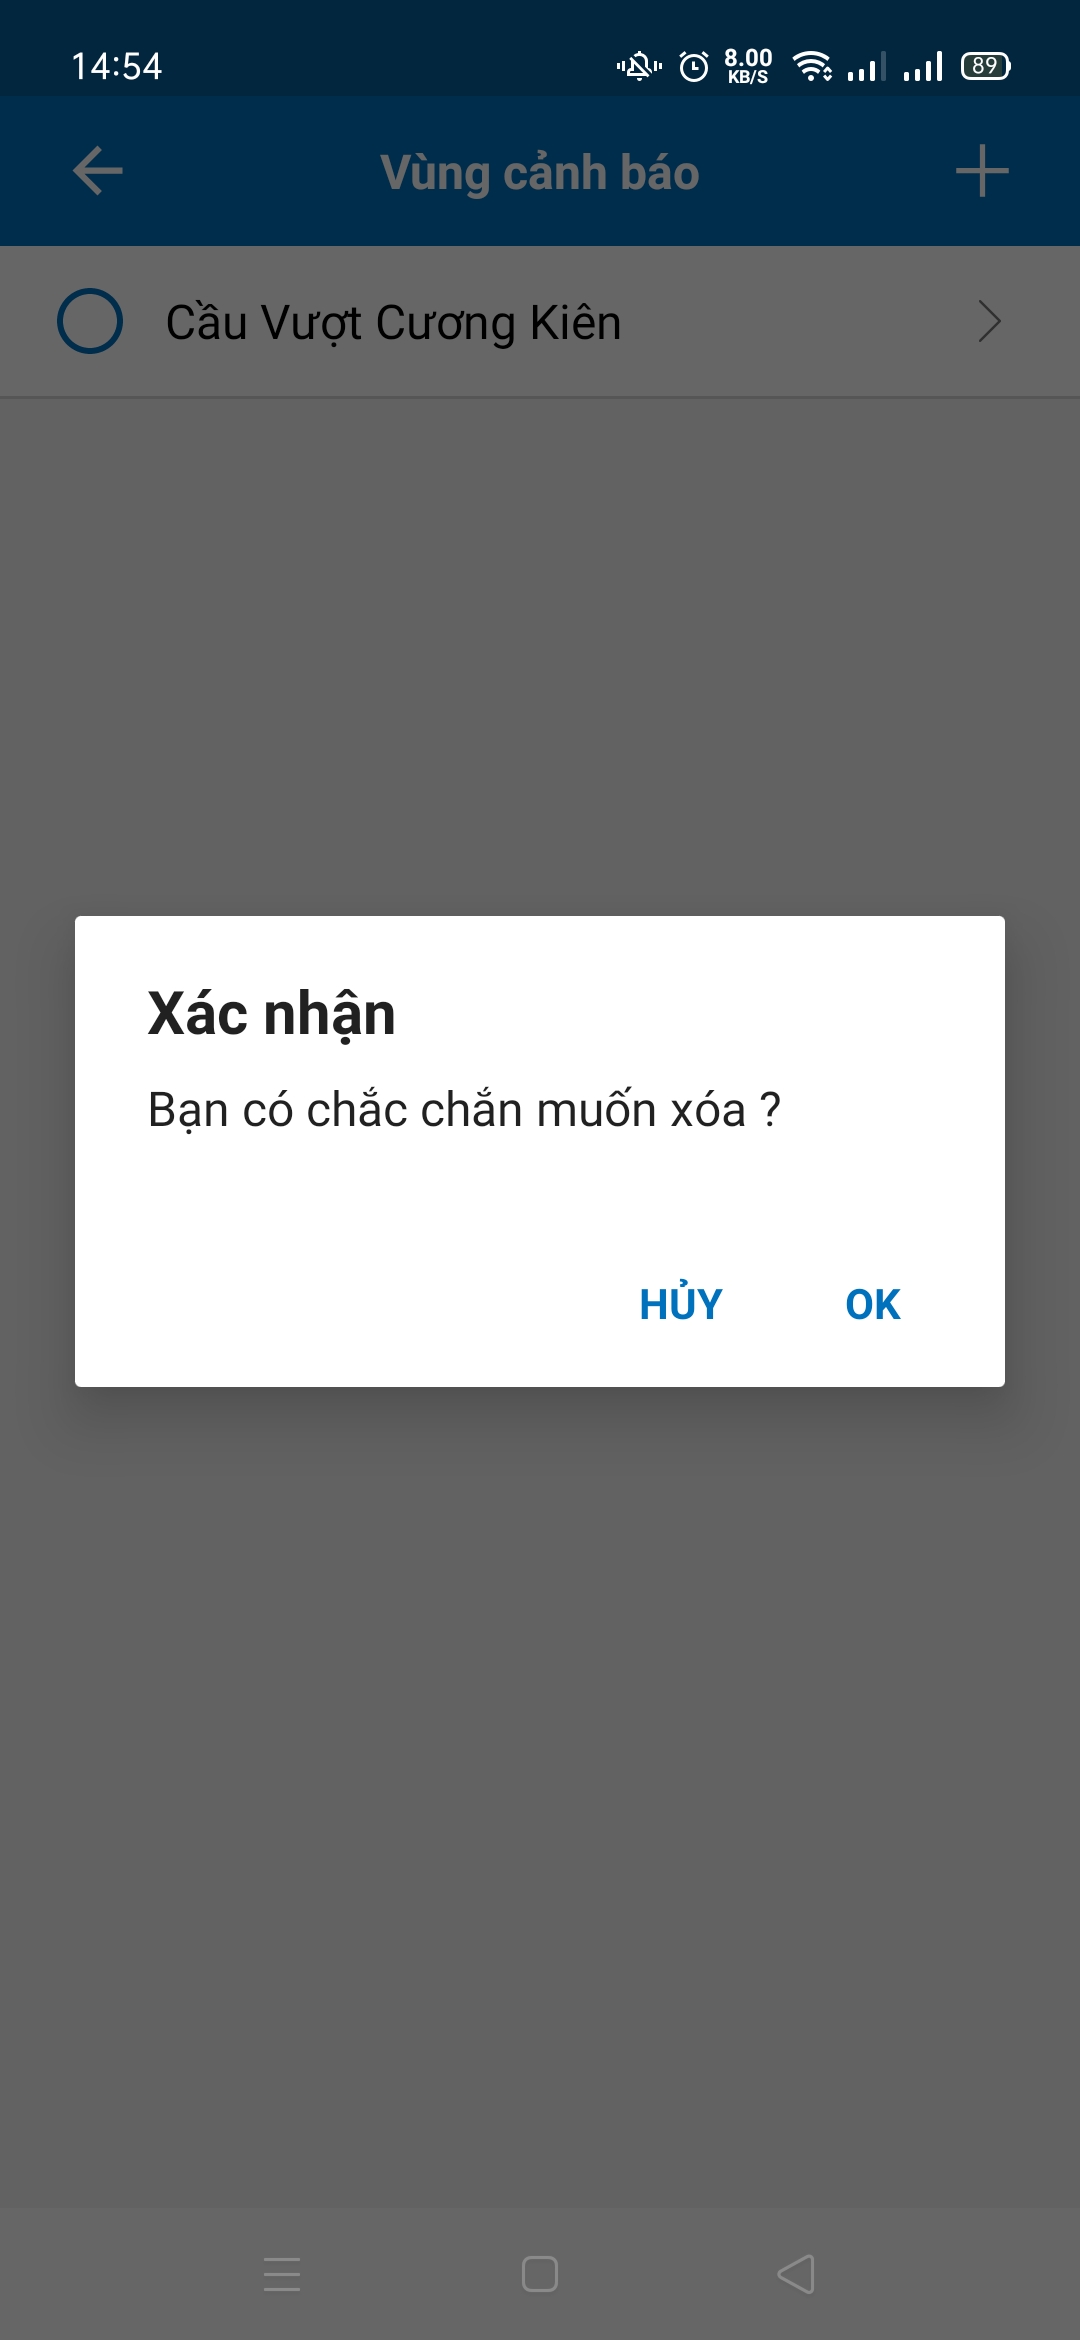 14:54
8.00
KB/S
89
Vùng cảnh báo
Cầu Vượt Cương Kiên
Xác nhận
Bạn có chắc chắn muốn xóa ?
HỦY
OK